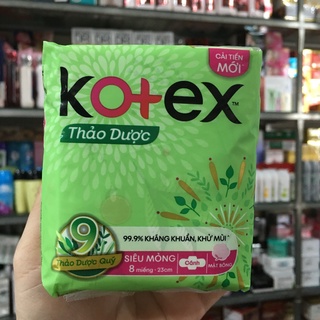 CẢI TIẾN
MỚI
kotex™
Thảo Dược
9
Thảo Dược Quý
99.9% KHÁNG KHUẨN, KHỬ MÙI
SIÊU MỎNG
8 miếng · 23cm
Cánh
MẶT BÔNG